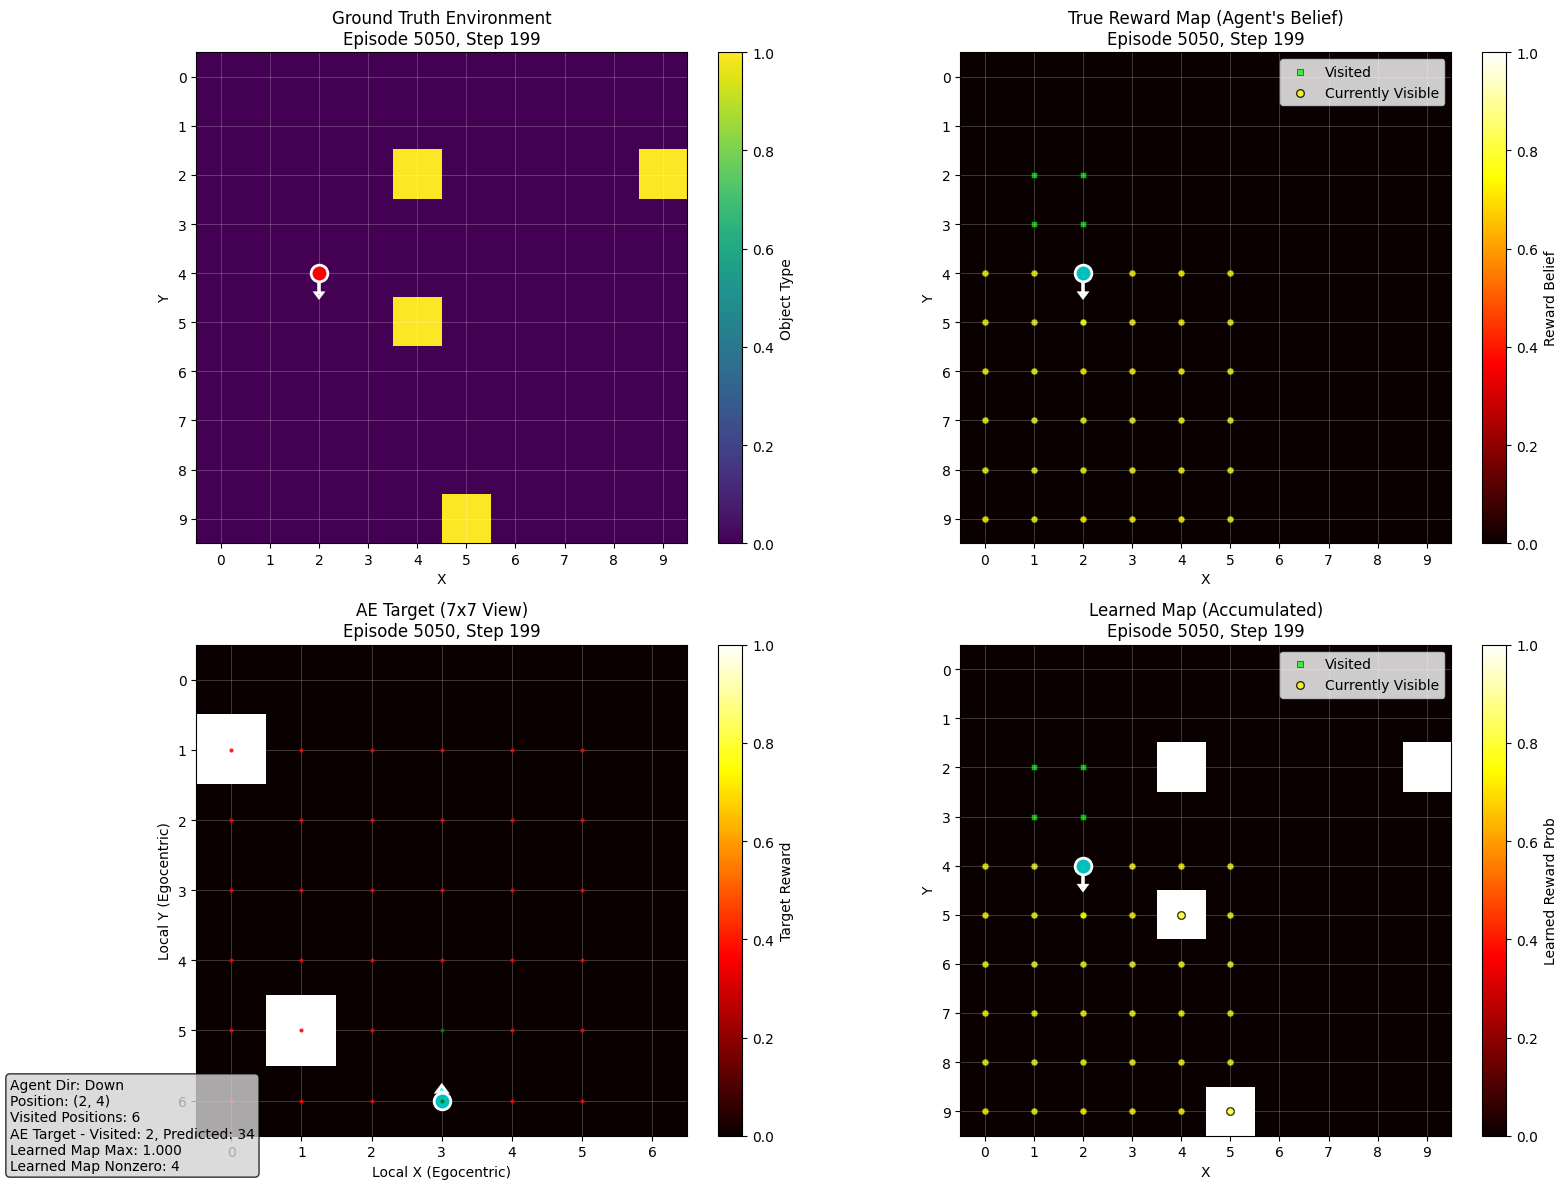 Ground Truth Environment
Episode 5050, Step 199
0
1
2
3
4
5
6
7
8
9
Y
0 1 2 3 4 5 6 7 8 9
X
1.0
0.8
0.6
0.4
0.2
0.0
Object Type
True Reward Map (Agent's Belief)
Episode 5050, Step 199
Visited
Currently Visible
0
1
2
3
4
5
6
7
8
9
Y
0 1 2 3 4 5 6 7 8 9
X
1.0
0.8
0.6
0.4
0.2
0.0
Reward Belief
AE Target (7x7 View)
Episode 5050, Step 199
0
1
2
3
4
5
6
Local Y (Egocentric)
0 1 2 3 4 5 6
Local X (Egocentric)
1.0
0.8
0.6
0.4
0.2
0.0
Target Reward
Agent Dir: Down
Position: (2, 4)
Visited Positions: 6
AE Target - Visited: 2, Predicted: 34
Learned Map Max: 1.000
Learned Map Nonzero: 4
Learned Map (Accumulated)
Episode 5050, Step 199
Visited
Currently Visible
0
1
2
3
4
5
6
7
8
9
Y
0 1 2 3 4 5 6 7 8 9
X
1.0
0.8
0.6
0.4
0.2
0.0
Learned Reward Prob